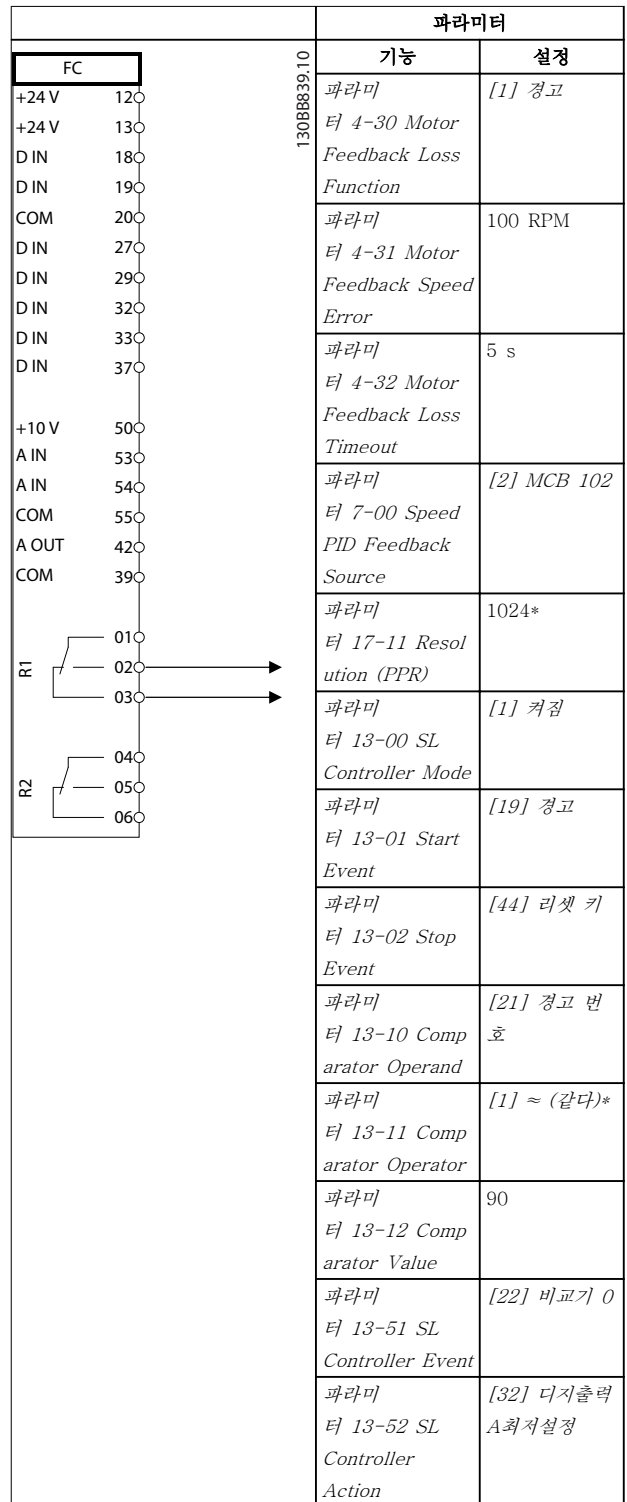 파라미터
기능 설정
FC
130BB839.10
+24 V 12
+24 V 13
D IN 18
D IN 19
COM 20
D IN 27
D IN 29
D IN 32
D IN 33
D IN 37
+10 V 50
A IN 53
A IN 54
COM 55
A OUT 42
COM 39
R1
01
02
03
R2
04
05
06
파라미 [1] 경고
터 4-30 Motor
Feedback Loss
Function
파라미 100 RPM
터 4-31 Motor
Feedback Speed
Error
파라미 5 s
터 4-32 Motor
Feedback Loss
Timeout
파라미 [2] MCB 102
터 7-00 Speed
PID Feedback
Source
파라미 1024*
터 17-11 Resol
ution (PPR)
파라미 [1] 켜짐
터 13-00 SL
Controller Mode
파라미 [19] 경고
터 13-01 Start
Event
파라미 [44] 리셋 키
터 13-02 Stop
Event
파라미 [21] 경고 번
터 13-10 Comp 호
arator Operand
파라미 [1] ≈ (같다)*
터 13-11 Comp
arator Operator
파라미 90
터 13-12 Comp
arator Value
파라미 [22] 비교기 0
터 13-51 SL
Controller Event
파라미 [32] 디지출력
터 13-52 SL A최저설정
Controller
Action